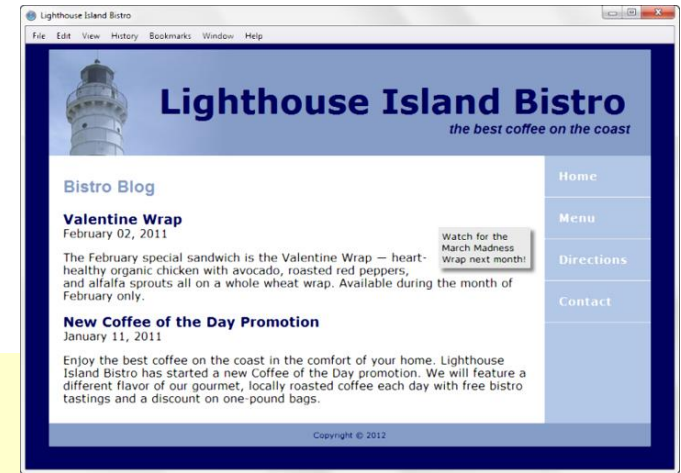 Lighthouse Island Bistro
File Edit View History Bookmarks Window Help
Lighthouse Island Bistro
the best coffee on the coast
Bistro Blog
Valentine Wrap
February 02, 2011
The February special sandwich is the Valentine Wrap — heart-
healthy organic chicken with avocado, roasted red peppers,
and alfalfa sprouts all on a whole wheat wrap. Available during the month of
February only.
Watch for the
March Madness
Wrap next month!
New Coffee of the Day Promotion
January 11, 2011
Enjoy the best coffee on the coast in the comfort of your home. Lighthouse
Island Bistro has started a new Coffee of the Day promotion. We will feature a
different flavor of our gourmet, locally roasted coffee each day with free bistro
tastings and a discount on one-pound bags.
Home
Menu
Directions
Contact
Copyright © 2012